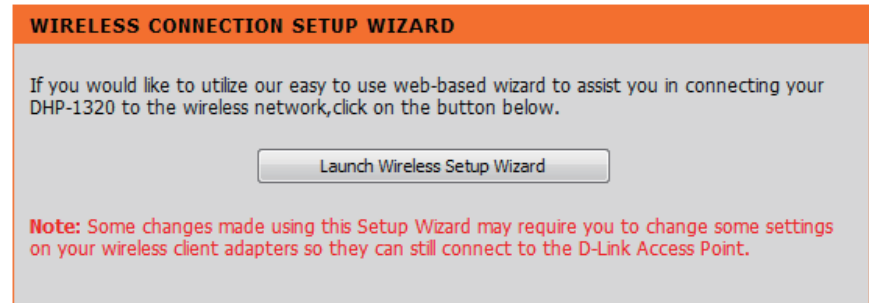 WIRELESS CONNECTION SETUP WIZARD
If you would like to utilize our easy to use web-based wizard to assist you in connecting your
DHP-1320 to the wireless network,click on the button below.
Launch Wireless Setup Wizard
Note: Some changes made using this Setup Wizard may require you to change some settings
on your wireless client adapters so they can still connect to the D-Link Access Point.